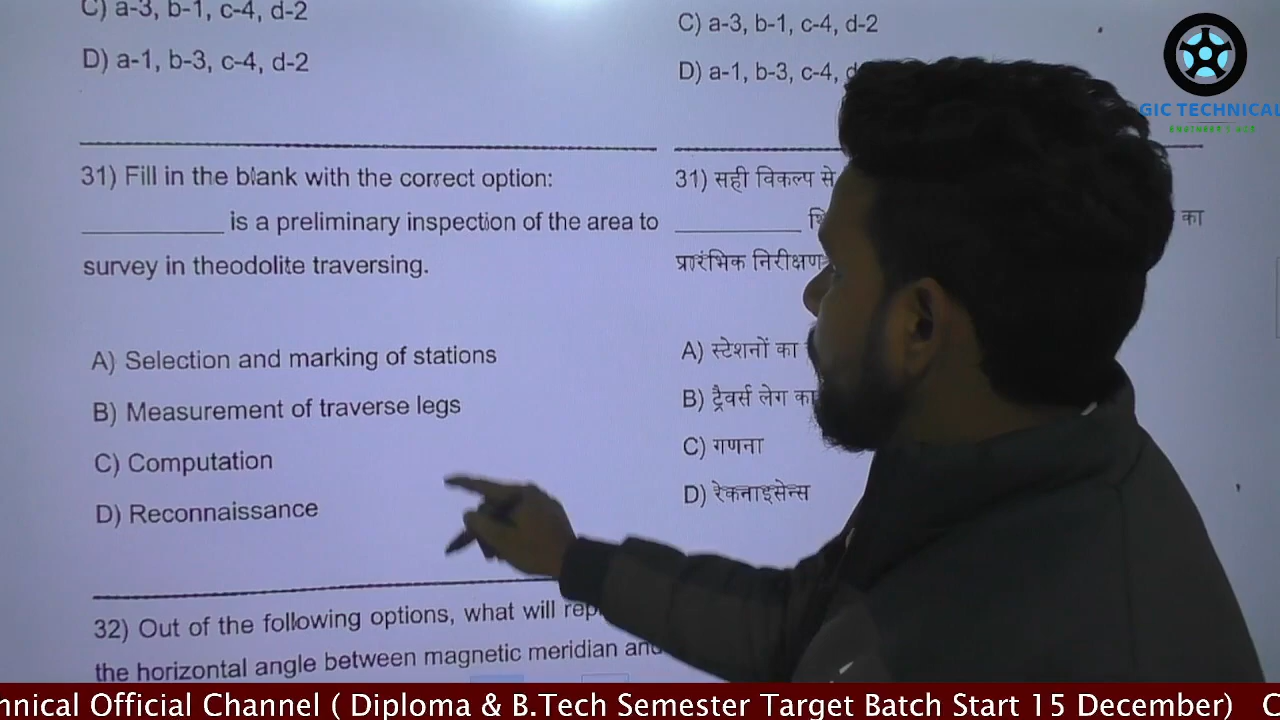 C) a-3, b-1, c-4, d-2
D) a-1, b-3, c-4, d-2
31) Fill in the blank with the correct option:
__________ is a preliminary inspection of the area to
survey in theodolite traversing.
A) Selection and marking of stations
B) Measurement of traverse legs
C) Computation
D) Reconnaissance
32) Out of the following options, what will
the horizontal angle between magnetic meridian and
C) a-3, b-1, c-4, d-2
D) a-1, b-3, c-4,
31) सही विकल्प से
_________ का
प्रारंभिक निरीक्षण
A) स्टेशनों का
B) ट्रैवर्स लेग का
C) गणना
D) रेकनाइसेन्स
GIC TECHNICAL
ENGINEER'S HUB
hnical Official Channel ( Diploma & B.Tech Semester Target Batch Start 15 December) C